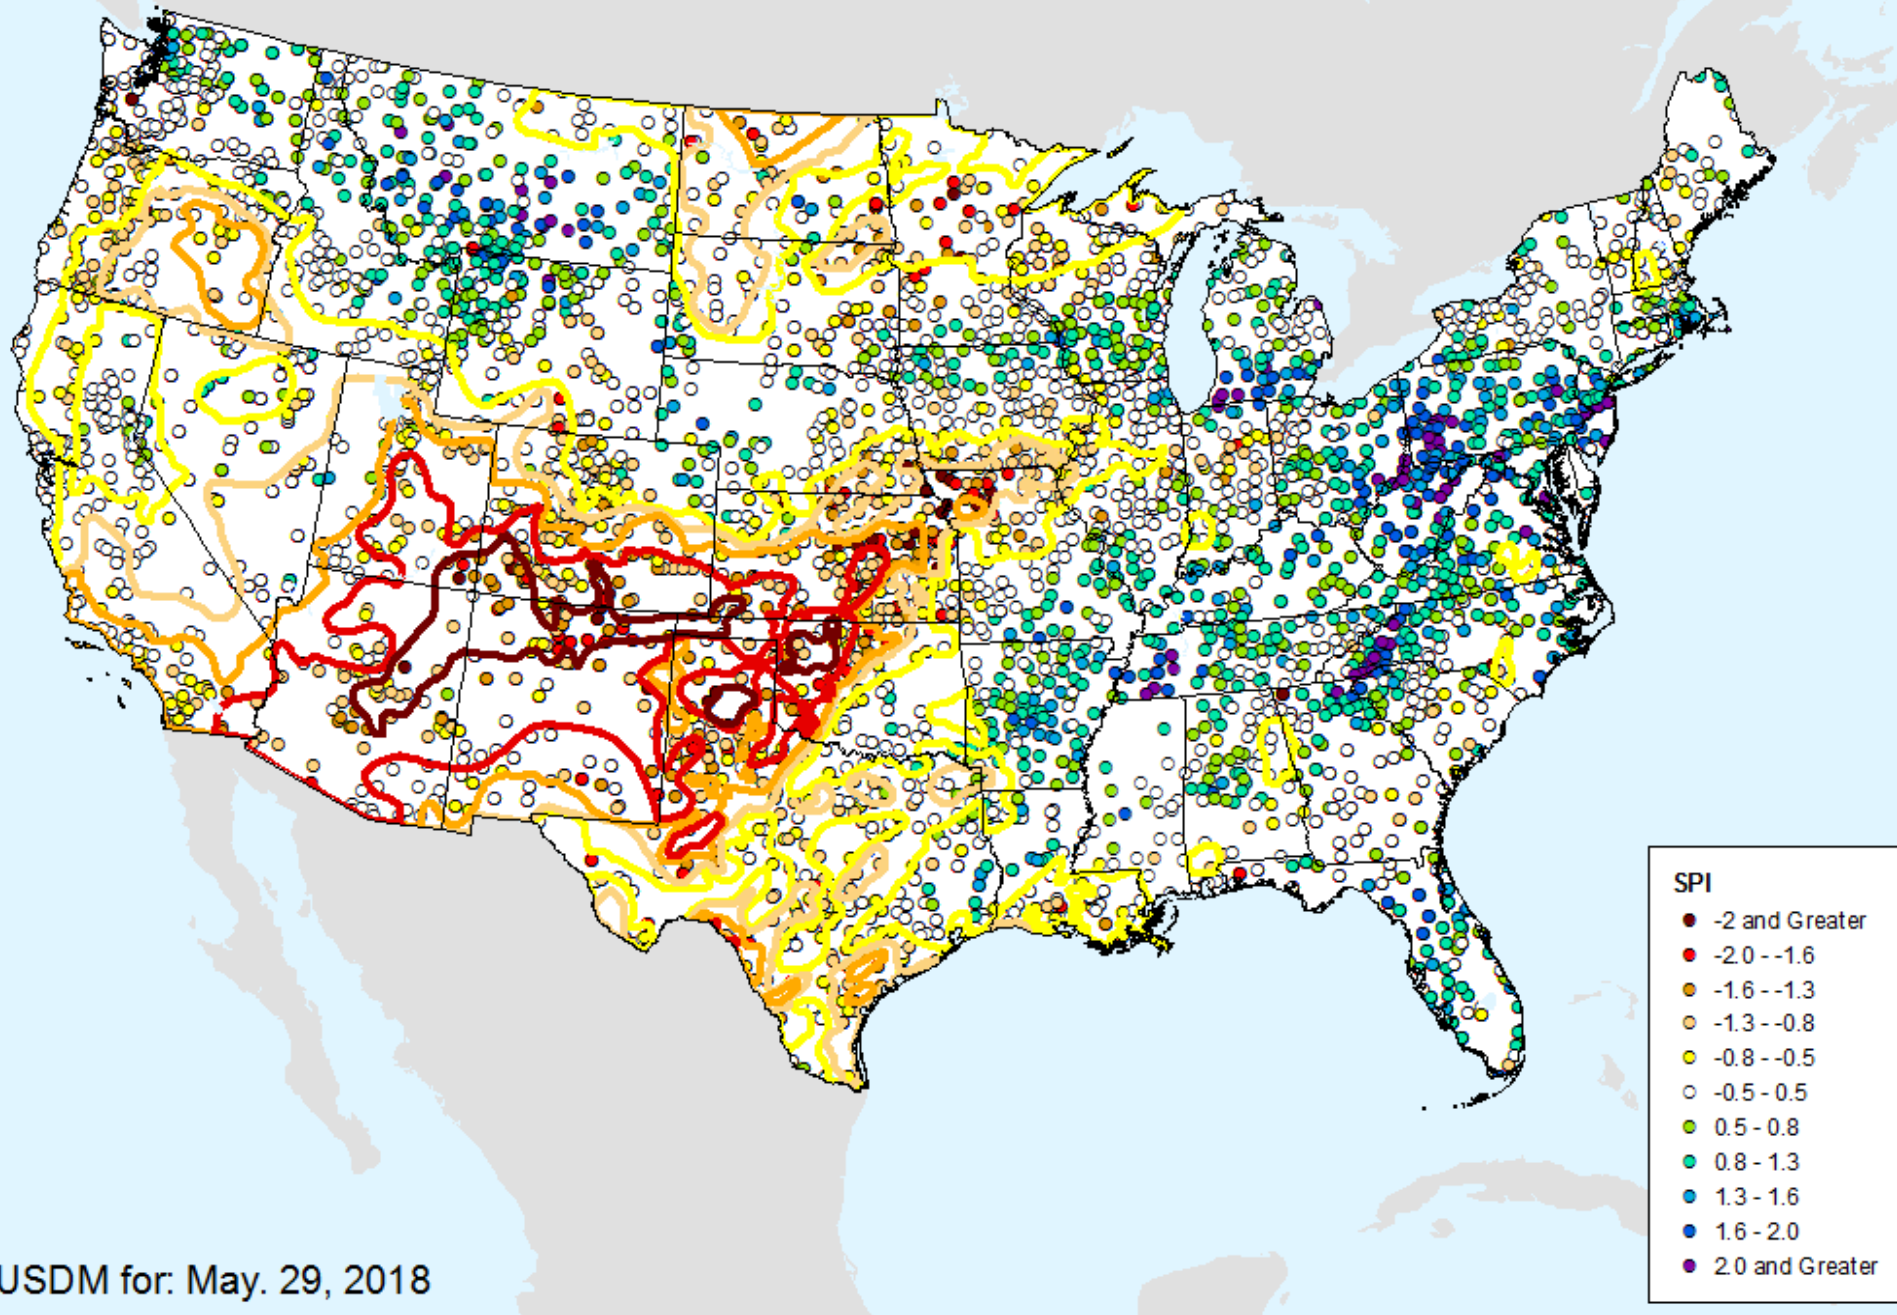 SPI
-2 and Greater
-2.0 - -1.6
-1.6 - -1.3
-1.3 - -0.8
-0.8 - -0.5
-0.5 - 0.5
0.5 - 0.8
0.8 - 1.3
1.3 - 1.6
1.6 - 2.0
2.0 and Greater
USDM for: May. 29, 2018